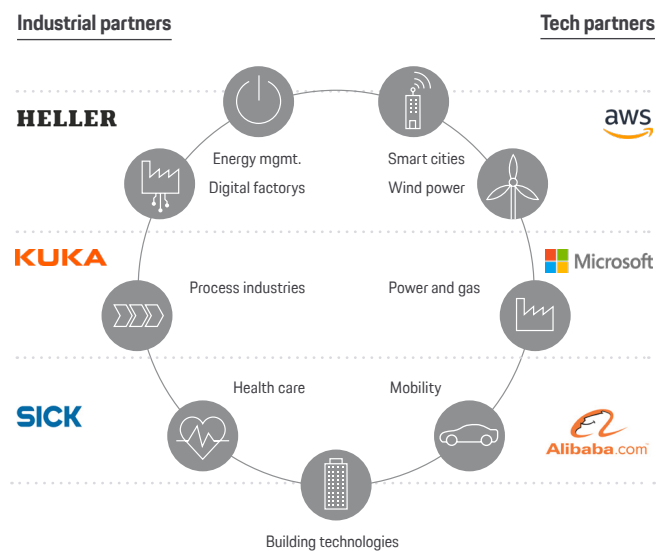 Industrial partners
Tech partners
HELLER
aws
Energy mgmt.
Smart cities
Digital factorys
Wind power
KUKA
Microsoft
Process industries
Power and gas
Health care
Mobility
SICK
Alibaba.com
Building technologies